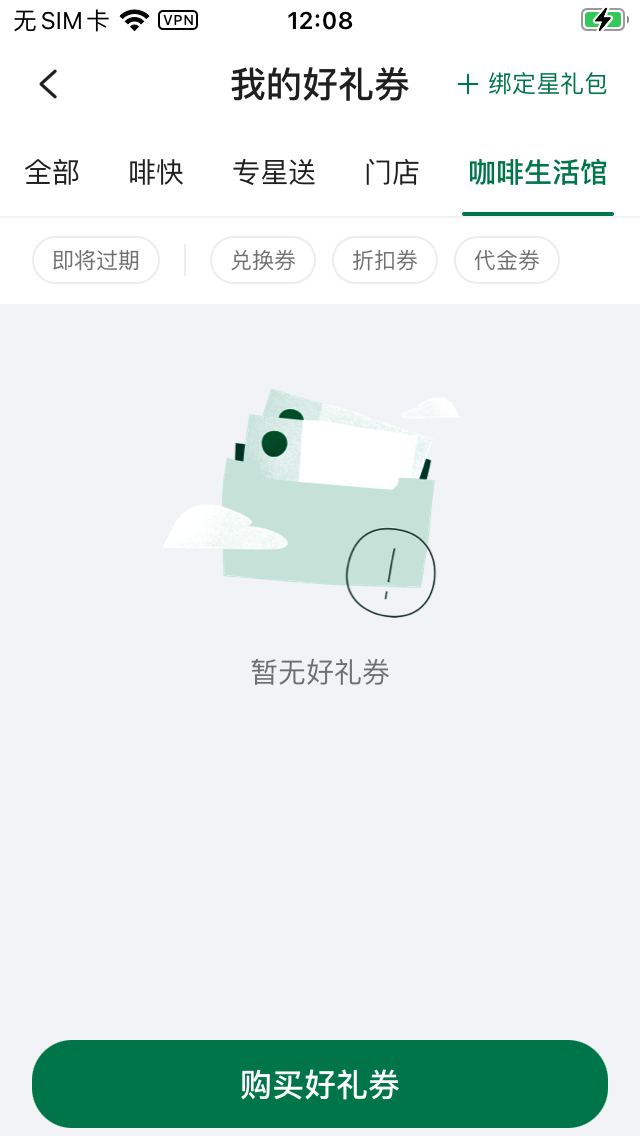 无SIM卡 VPN 12:08
我的好礼券 + 绑定星礼包
全部 啡快 专星送 门店 咖啡生活馆
即将过期 兑换券 折扣券 代金券
暂无好礼券
购买好礼券